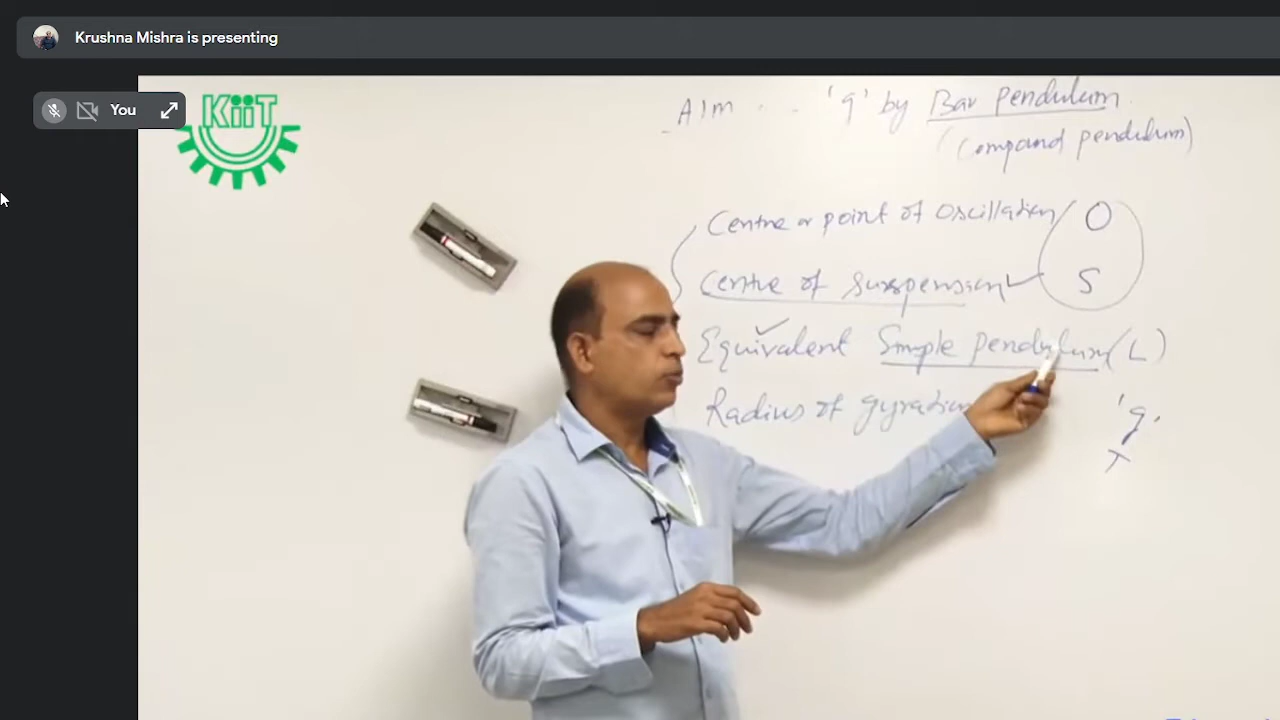 Krushna Mishra is presenting
You
KiiT
Aim .. . 'g' by Bar pendulum.
(Compound pendulum)
Centre or point of oscillation O
Centre of suspension S
Equivalent Simple pendulum (L)
Radius of gyration
'g'
T